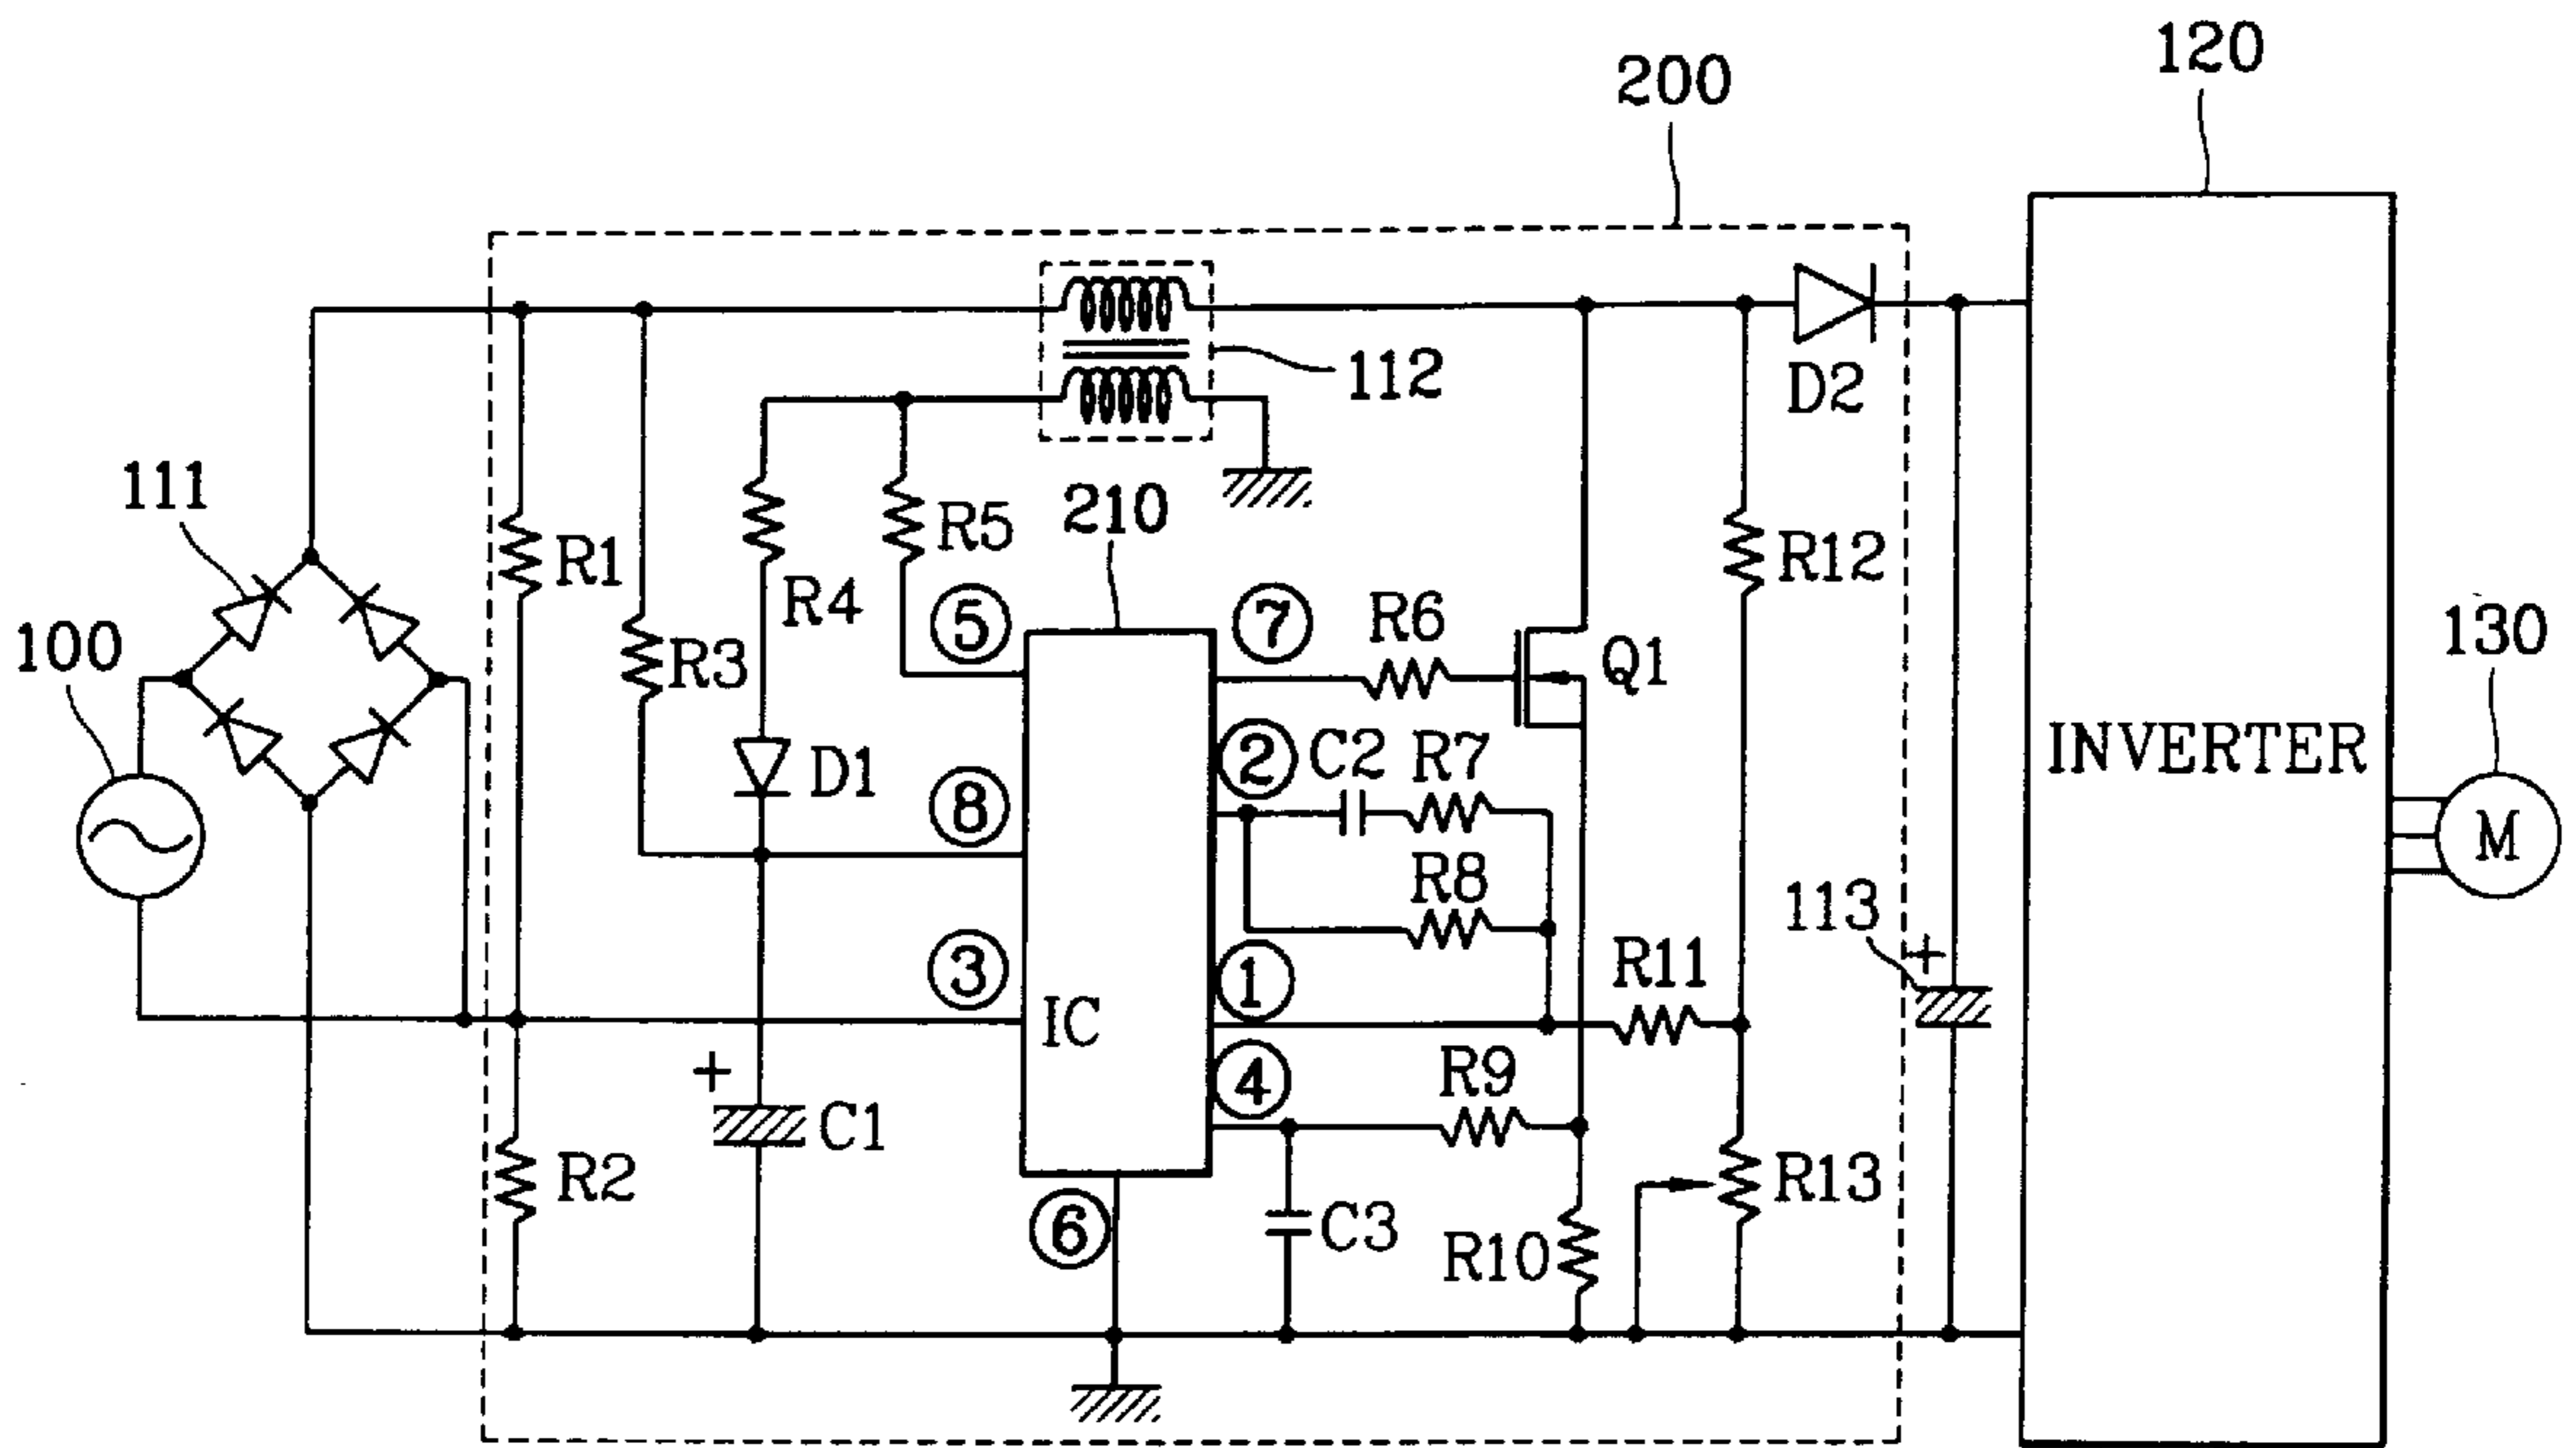 120
200
112
D2
111
210
R5
R1
R4
R12
⑤
⑦
R6
100
R3
Q1
130
② C2 R7
D1
INVERTER
⑧
M
R8
113
+
③
①
R11
IC
④
R9
+
C1
R2
R13
⑥
C3
R10